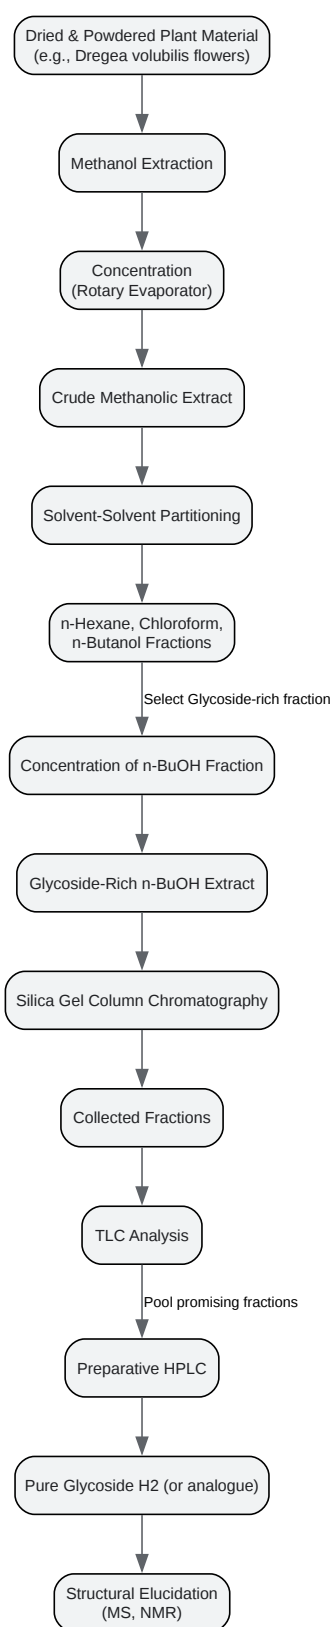 Dried & Powdered Plant Material
(e.g., Dregea volubilis flowers)
Methanol Extraction
Concentration
(Rotary Evaporator)
Crude Methanolic Extract
Solvent-Solvent Partitioning
n-Hexane, Chloroform,
n-Butanol Fractions
Select Glycoside-rich fraction
Concentration of n-BuOH Fraction
Glycoside-Rich n-BuOH Extract
Silica Gel Column Chromatography
Collected Fractions
TLC Analysis
Pool promising fractions
Preparative HPLC
Pure Glycoside H2 (or analogue)
Structural Elucidation
(MS, NMR)